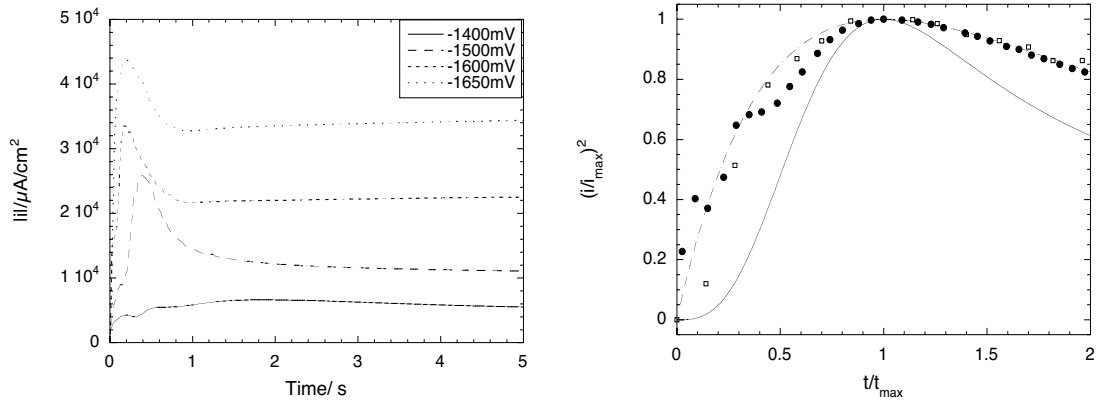 5 10⁴
4 10⁴
3 10⁴
2 10⁴
1 10⁴
0
0 1 2 3 4 5
IiI/µA/cm²
Time/ s
-1400mV
-1500mV
-1600mV
-1650mV
1
0.8
0.6
0.4
0.2
0
0 0.5 1 1.5 2
(i/i_max)²
t/t_max